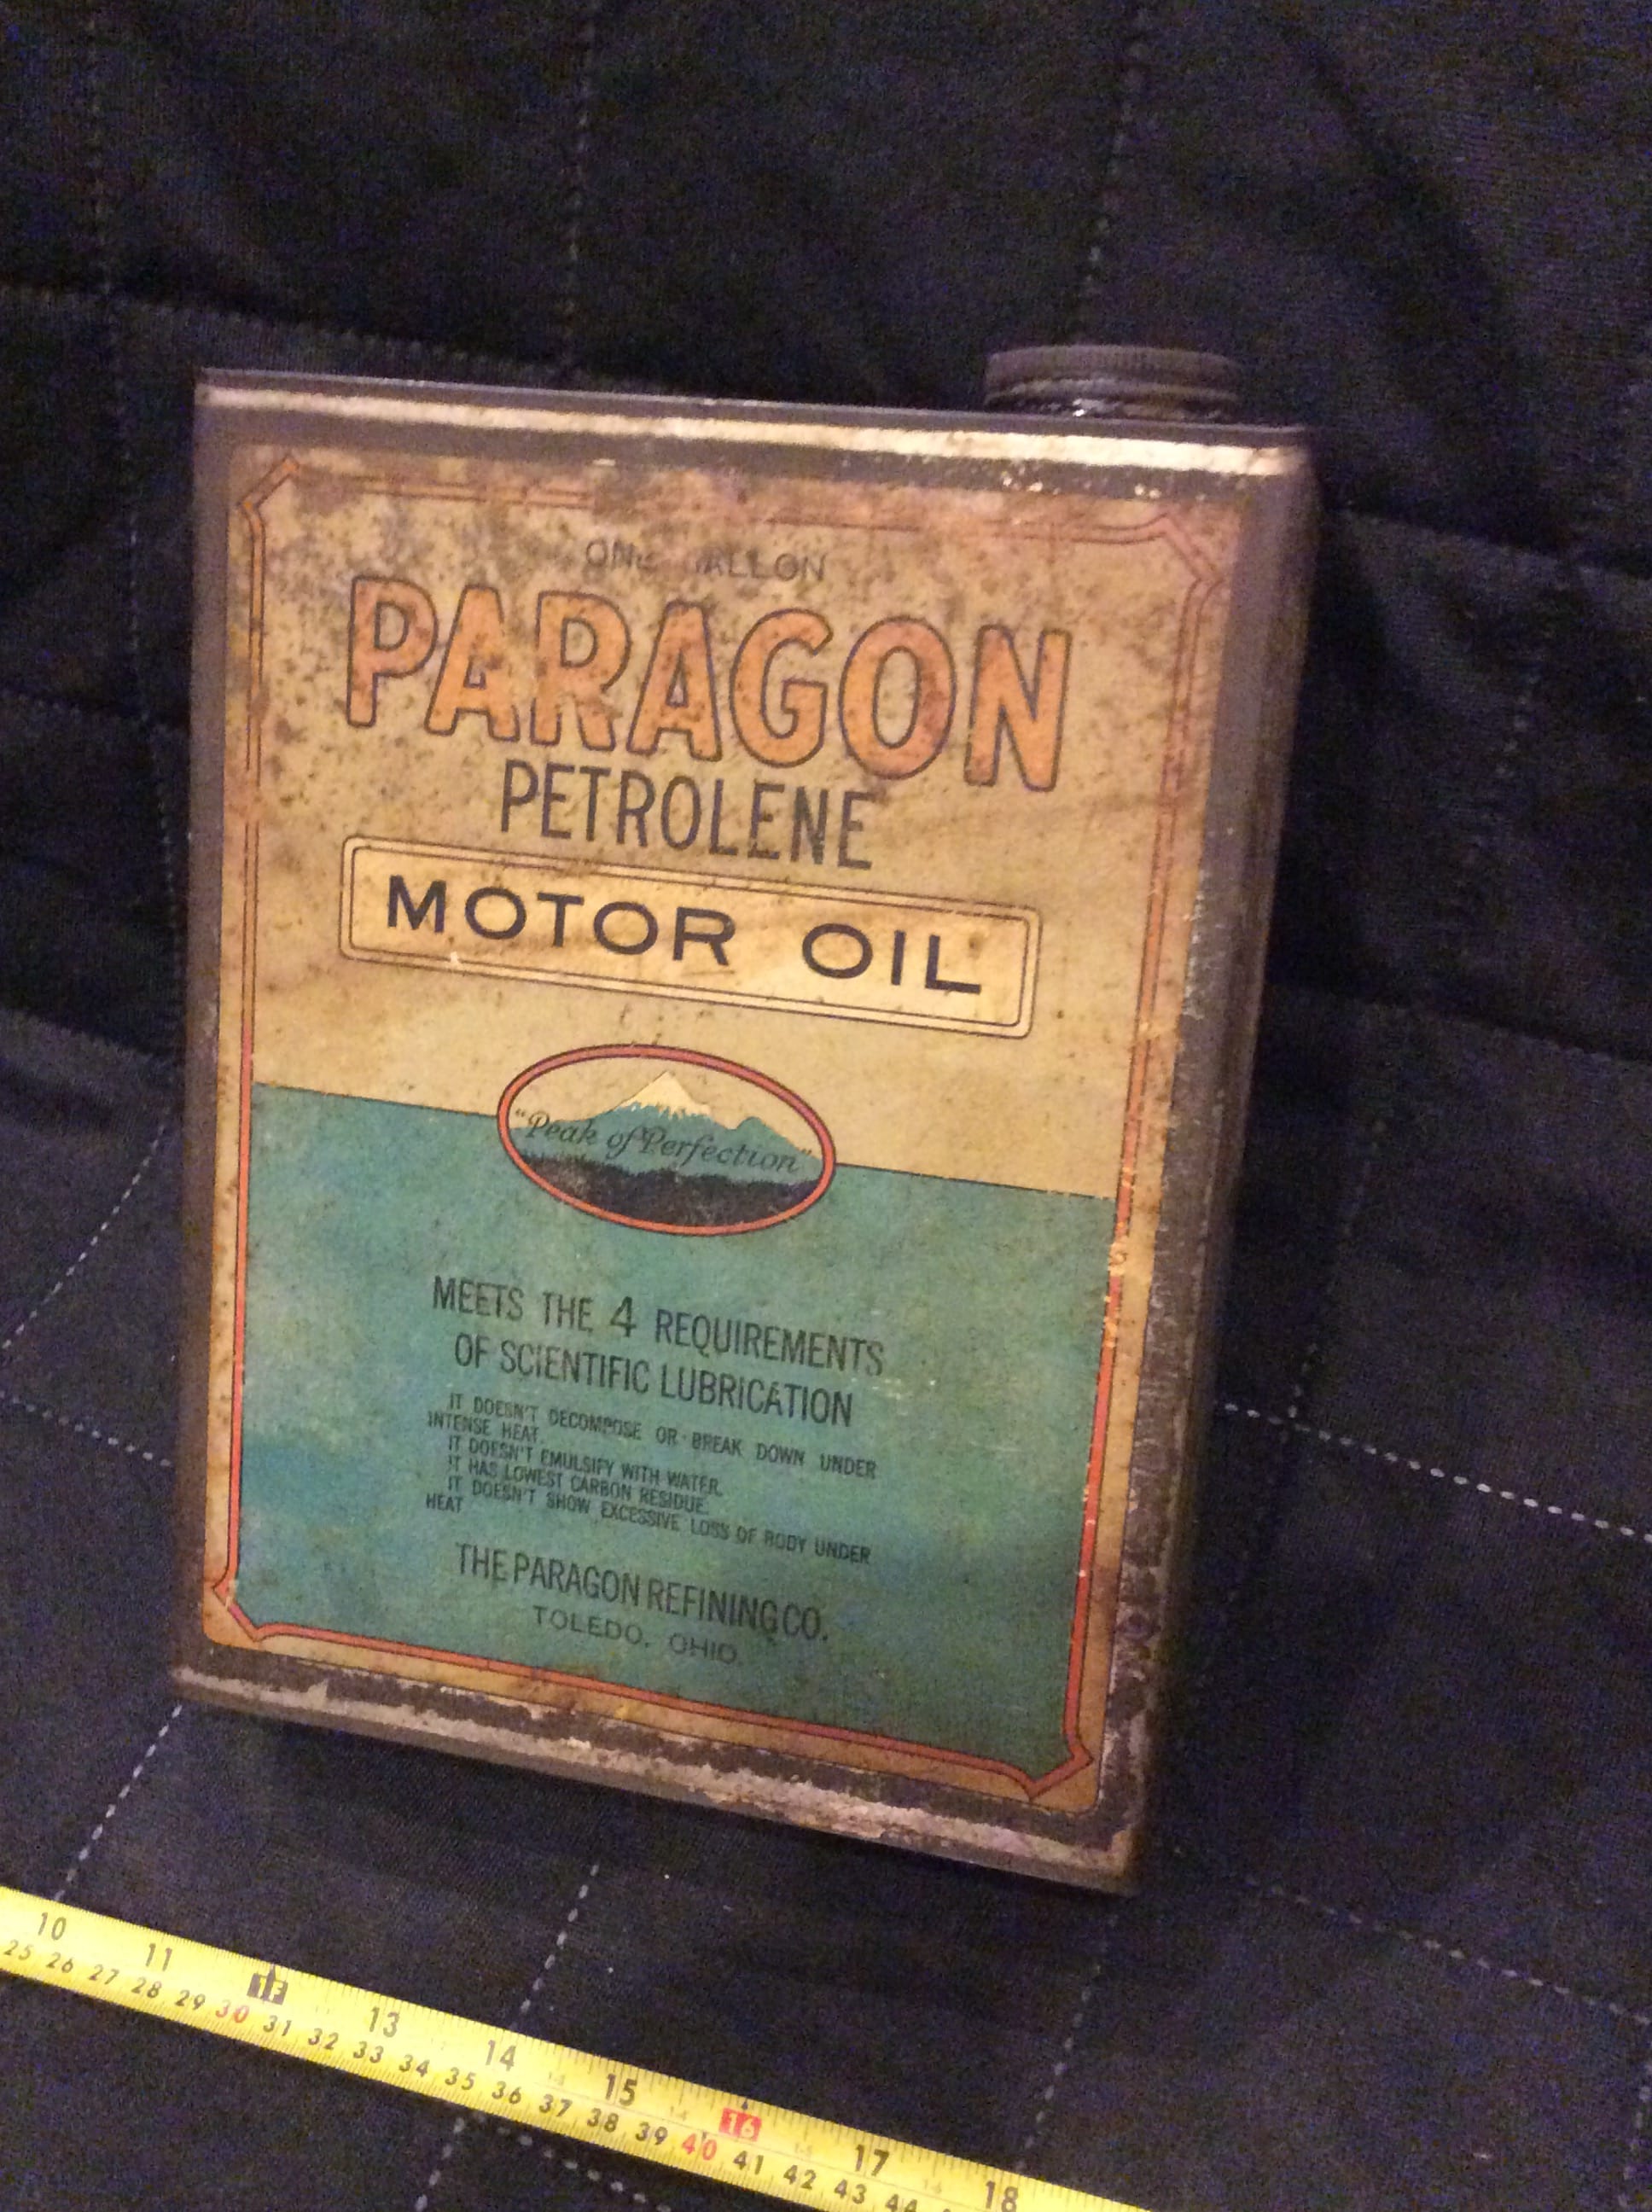 ONE GALLON
PARAGON
PETROLENE
MOTOR OIL
"Peak of Perfection"
MEETS THE 4 REQUIREMENTS
OF SCIENTIFIC LUBRICATION
IT DOESN'T DECOMPOSE OR BREAK DOWN UNDER
INTENSE HEAT.
IT DOESN'T EMULSIFY WITH WATER.
IT HAS LOWEST CARBON RESIDUE.
IT DOESN'T SHOW EXCESSIVE LOSS OF BODY UNDER
HEAT
THE PARAGON REFINING CO.
TOLEDO, OHIO
10 11 1F 13 14 15 16 17 18
25 26 27 28 29 30 31 32 33 34 35 36 37 38 39 40 41 42 43 44